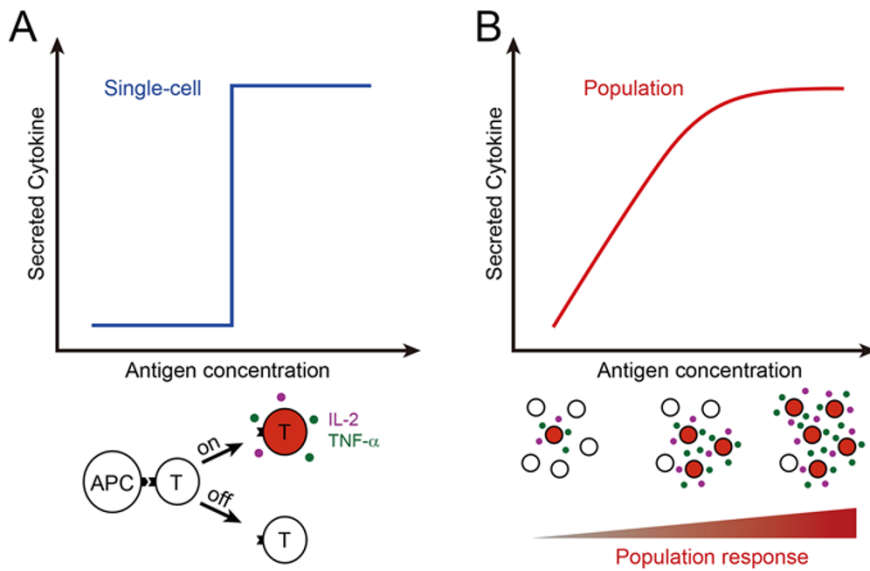 A
Single-cell
Secreted Cytokine
Antigen concentration
APC
T
on
off
T
IL-2
TNF-α
T
B
Population
Secreted Cytokine
Antigen concentration
Population response